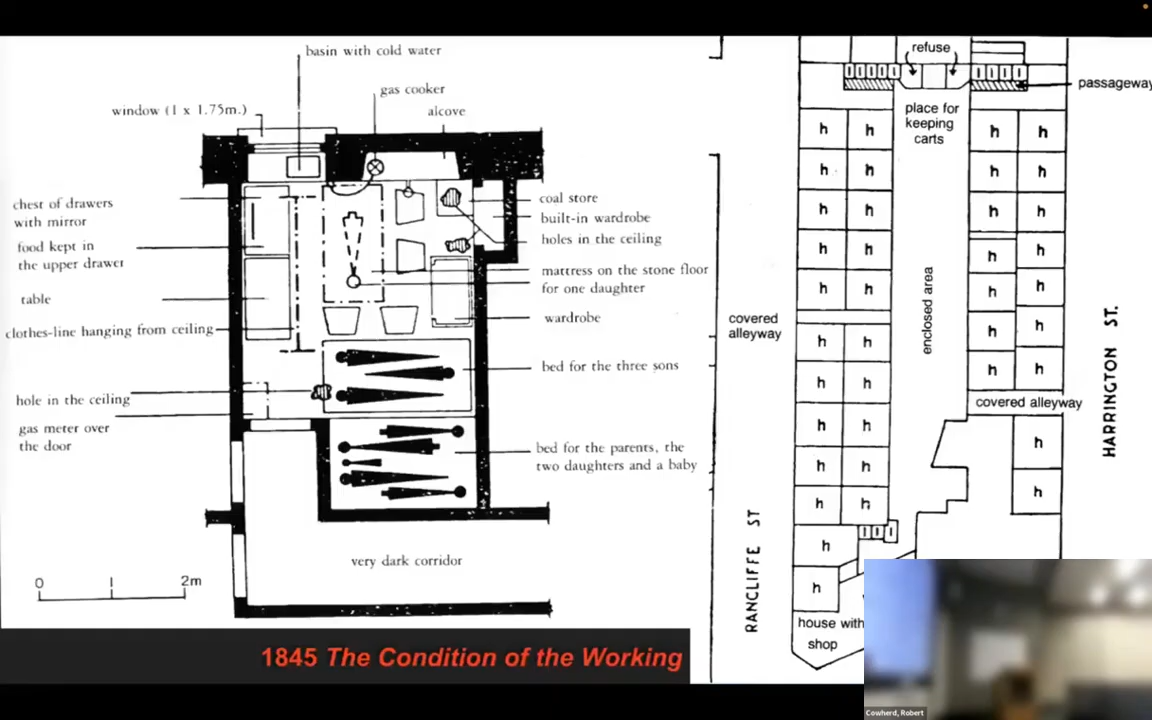 basin with cold water
gas cooker
window (1 x 1.75m.)
alcove
chest of drawers
with mirror
food kept in
the upper drawer
table
clothes-line hanging from ceiling
hole in the ceiling
gas meter over
the door
coal store
built-in wardrobe
holes in the ceiling
mattress on the stone floor
for one daughter
wardrobe
bed for the three sons
bed for the parents, the
two daughters and a baby
very dark corridor
0 1 2m
1845 The Condition of the Working
refuse
passageway
place for
keeping
carts
h h h h
h h h h
h h h h
h h h h
h h h h
h h h h
h h h h
h h h
h h h
h h
h
h
l l l l l
l l l l
l l l
enclosed area
covered
alleyway
covered alleyway
RANCLIFFE ST
HARRINGTON ST.
house with
shop
Cowherd, Robert